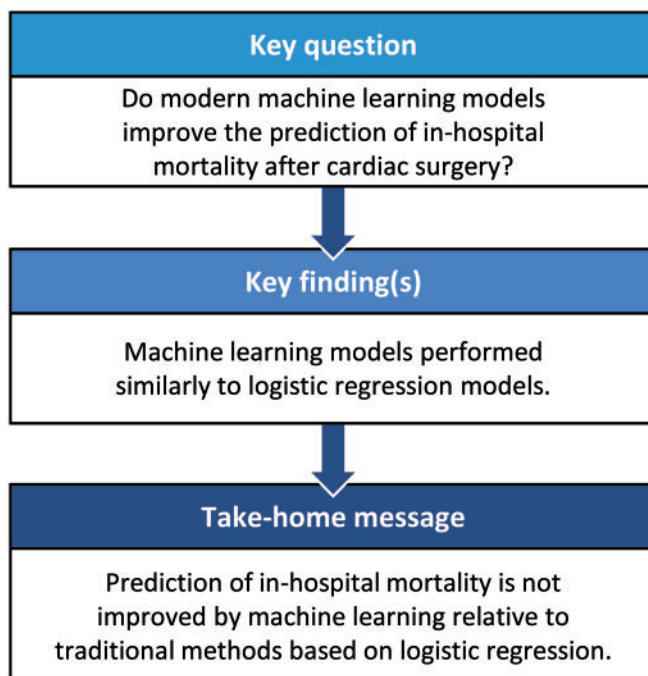 Key question
Do modern machine learning models
improve the prediction of in-hospital
mortality after cardiac surgery?
Key finding(s)
Machine learning models performed
similarly to logistic regression models.
Take-home message
Prediction of in-hospital mortality is not
improved by machine learning relative to
traditional methods based on logistic regression.